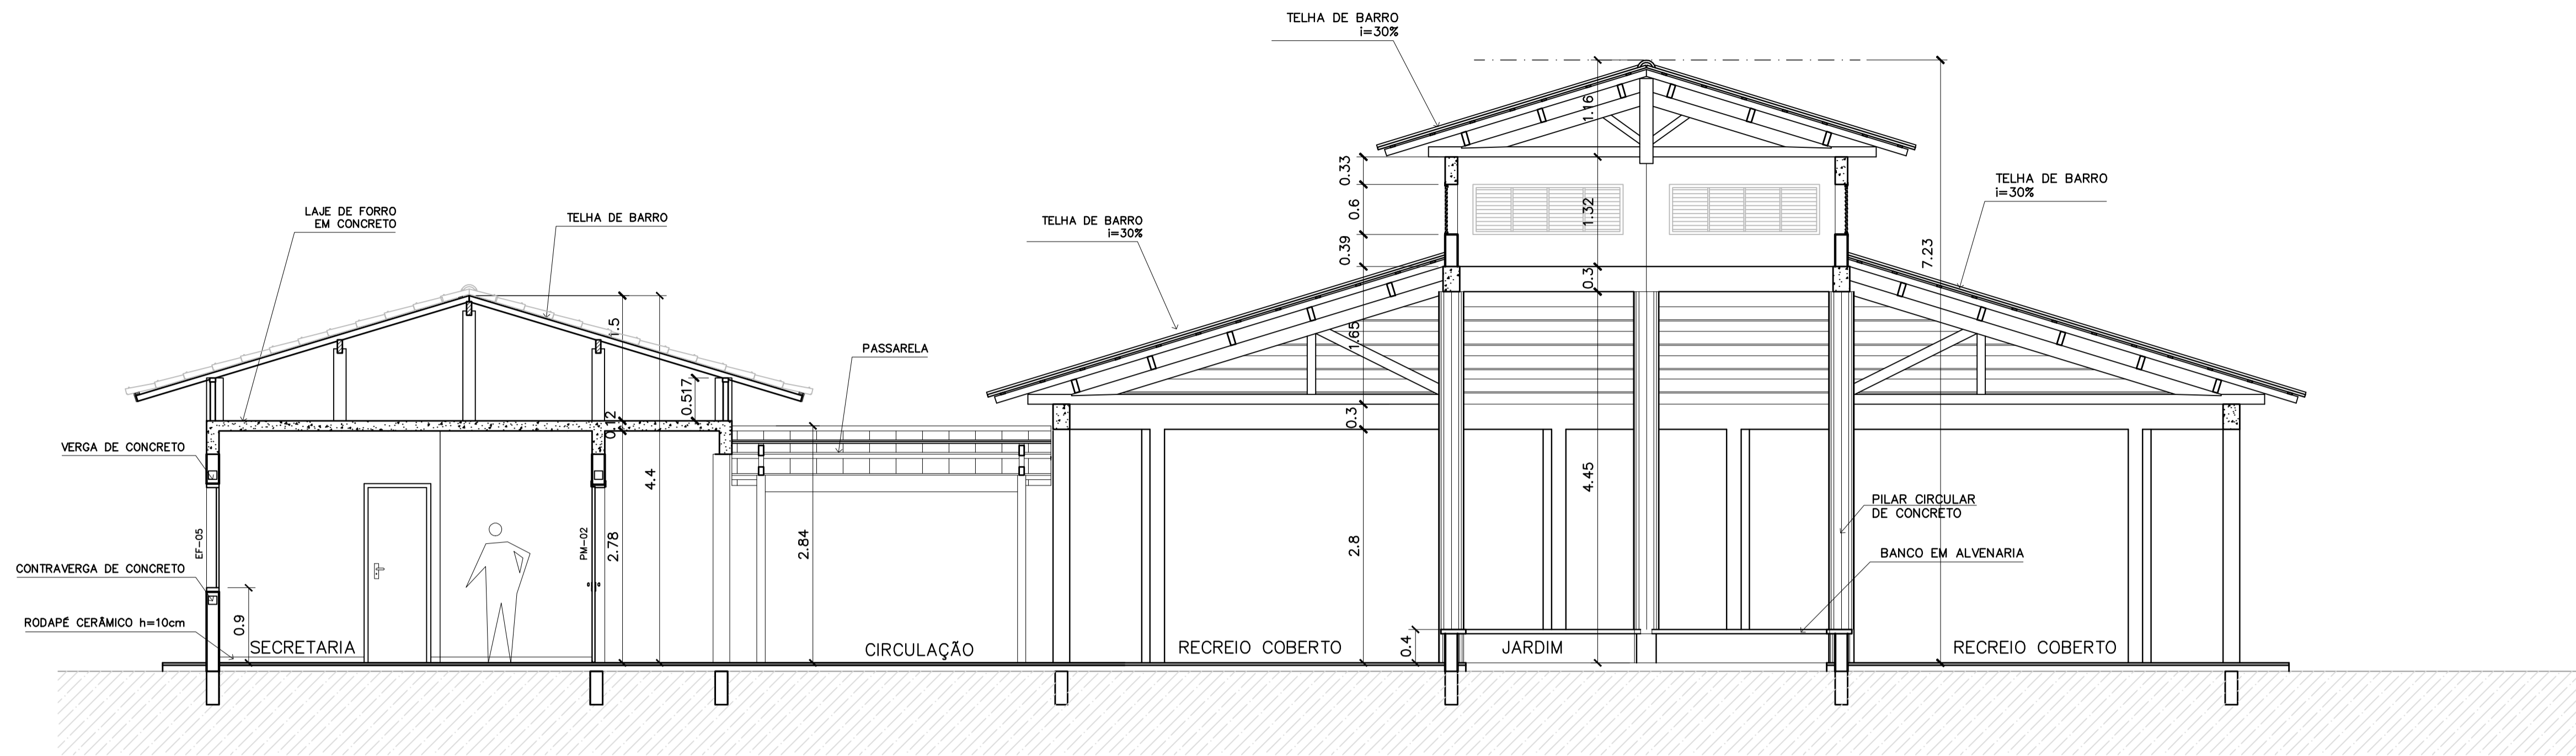 TELHA DE BARRO
i=30%
TELHA DE BARRO
i=30%
LAJE DE FORRO
EM CONCRETO
TELHA DE BARRO
TELHA DE BARRO
i=30%
1.16
0.33
0.6
0.39
1.32
0.3
7.23
1.5
PASSARELA
1.65
0.517
0.12
0.3
VERGA DE CONCRETO
4.4
4.45
PILAR CIRCULAR
DE CONCRETO
EF-05
PM-02
2.78
2.84
2.8
BANCO EM ALVENARIA
CONTRAVERGA DE CONCRETO
RODAPÉ CERÂMICO h=10cm
0.9
0.4
SECRETARIA
CIRCULAÇÃO
RECREIO COBERTO
JARDIM
RECREIO COBERTO